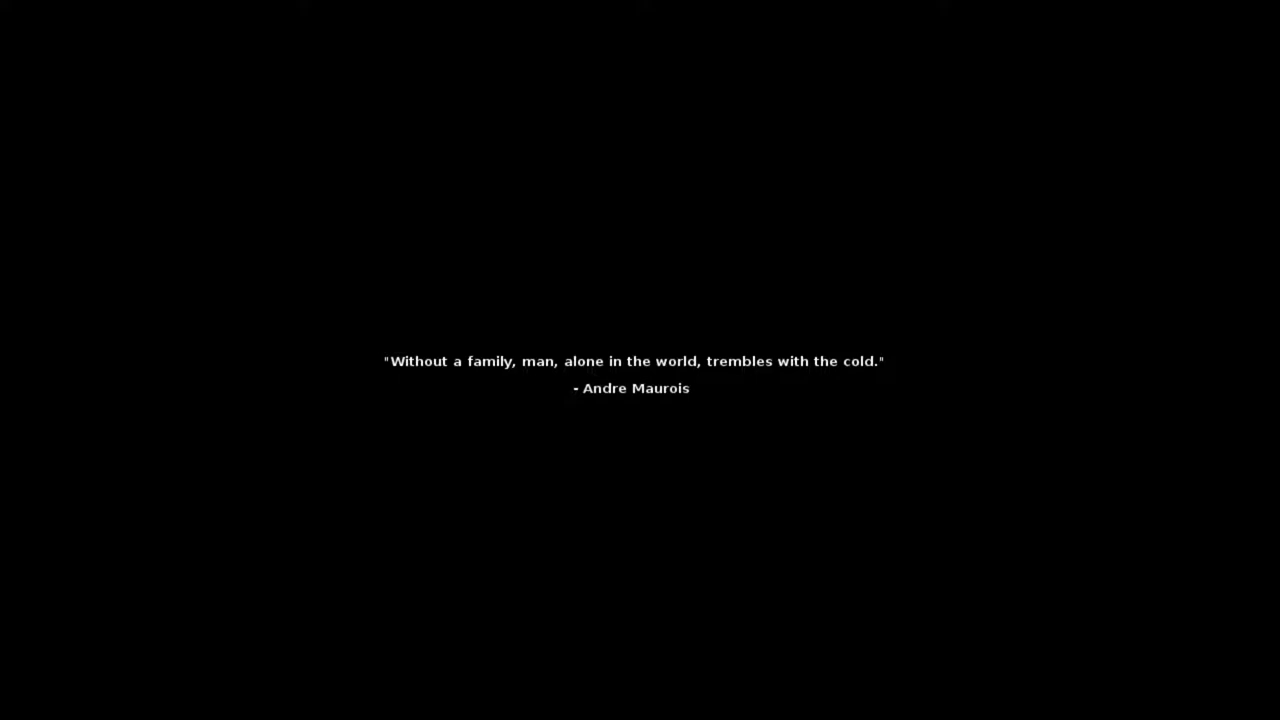 "Without a family, man, alone in the world, trembles with the cold."
- Andre Maurois